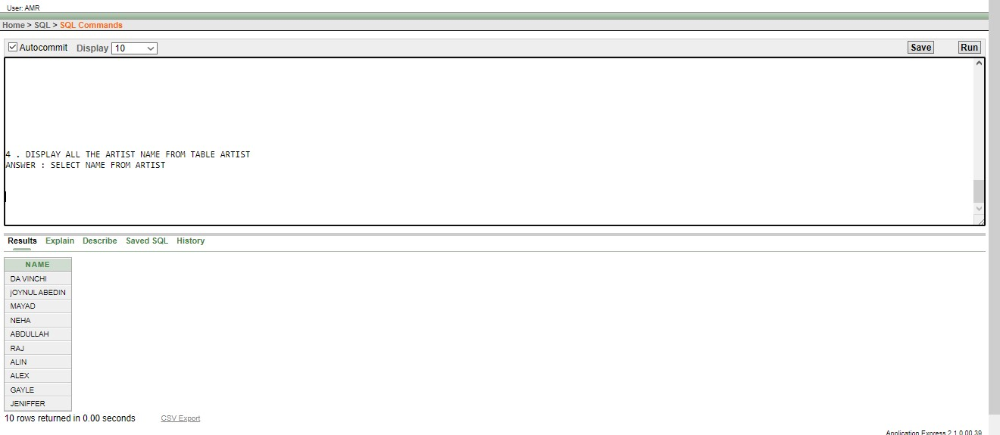 User: AMR
Home > SQL > SQL Commands
Autocommit Display 10 Save Run
4 . DISPLAY ALL THE ARTIST NAME FROM TABLE ARTIST
ANSWER : SELECT NAME FROM ARTIST
Results Explain Describe Saved SQL History
NAME
DA VINCHI
jOYNUL ABEDIN
MAYAD
NEHA
ABDULLAH
RAJ
ALIN
ALEX
GAYLE
JENIFFER
10 rows returned in 0.00 seconds CSV Export
Application Express 2.1.0.00.39